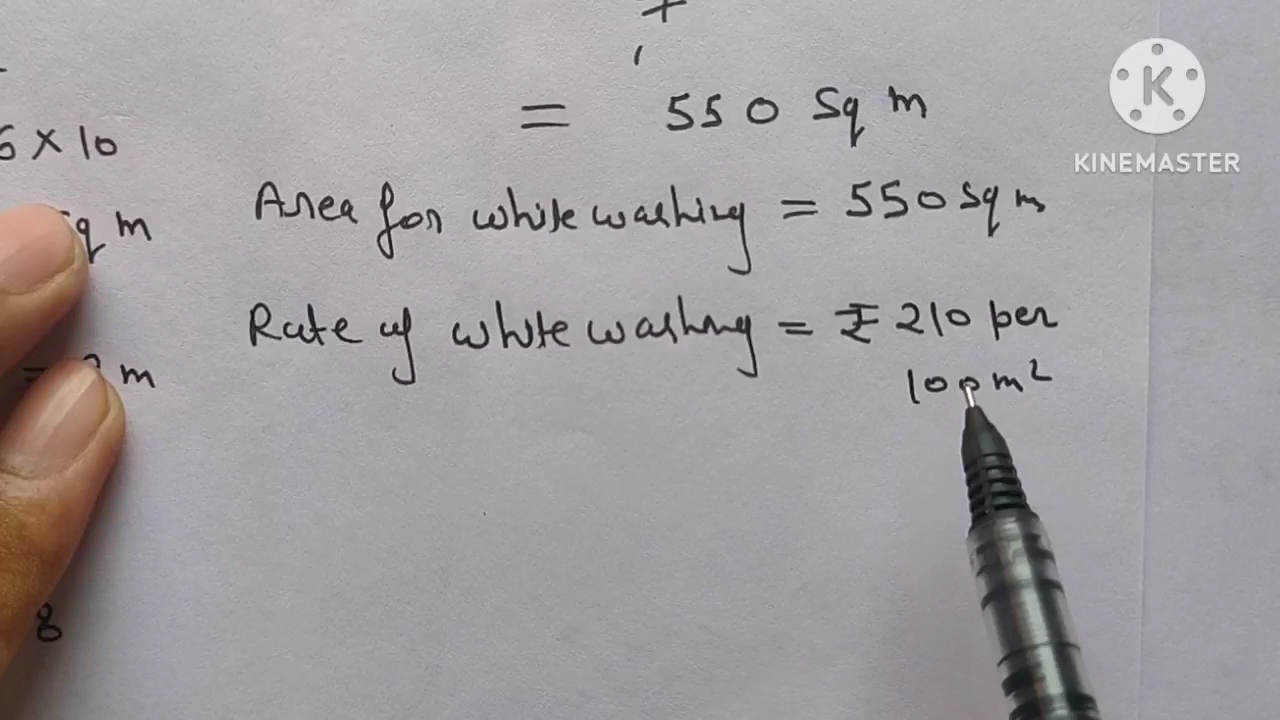 = 550 Sq m
6 X 10
KINEMASTER
Area for white washing = 550 Sq m
q m
Rate of white washing = ₹ 210 per
100 m²
= m
8